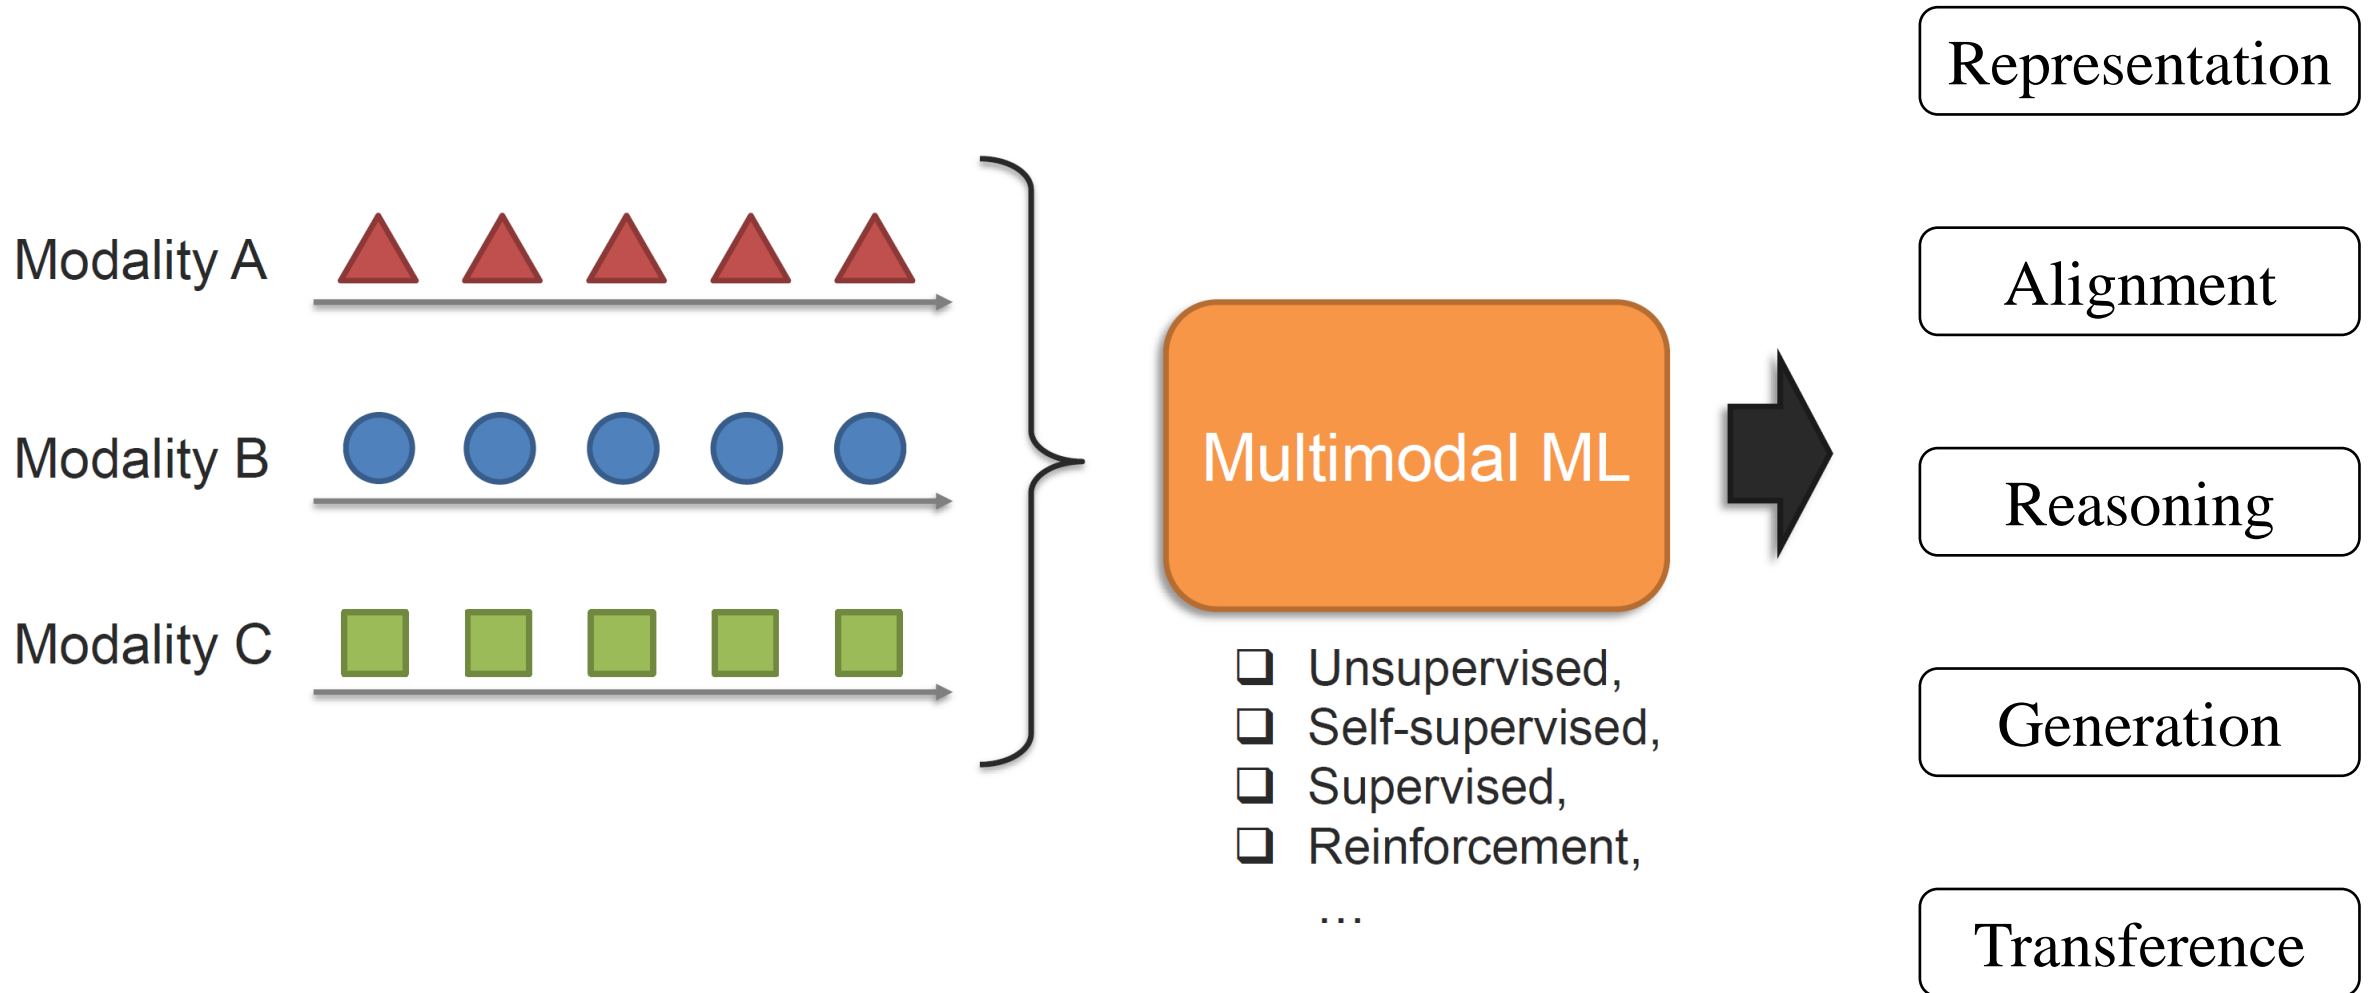 Modality A
Modality B
Modality C
Multimodal ML
❑ Unsupervised,
❑ Self-supervised,
❑ Supervised,
❑ Reinforcement,
...
Representation
Alignment
Reasoning
Generation
Transference